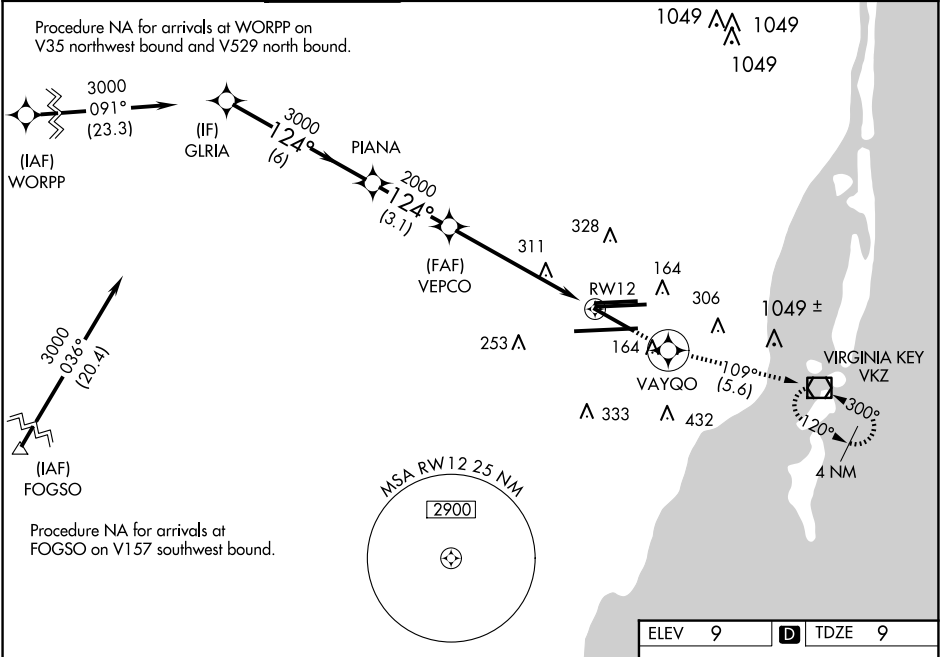 Procedure NA for arrivals at WORPP on
V35 northwest bound and V529 north bound.
1049
1049
1049
3000
091°
(23.3)
(IAF)
WORPP
(IF)
GLRIA
3000
124°
(6)
PIANA
2000
124°
(3.1)
(FAF)
VEPCO
311
328
RW12
164
306
1049 ±
253
164
VAYQO
109°
(5.6)
VIRGINIA KEY
VKZ
300°
120°
4 NM
333
432
3000
036°
(20.4)
(IAF)
FOGSO
Procedure NA for arrivals at
FOGSO on V157 southwest bound.
MSA RW12 25 NM
2900
ELEV 9 D TDZE 9